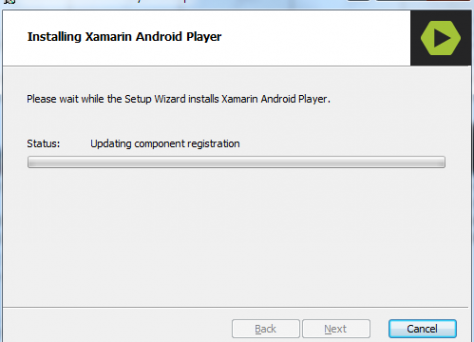 Installing Xamarin Android Player
Please wait while the Setup Wizard installs Xamarin Android Player.
Status: Updating component registration
Back Next Cancel